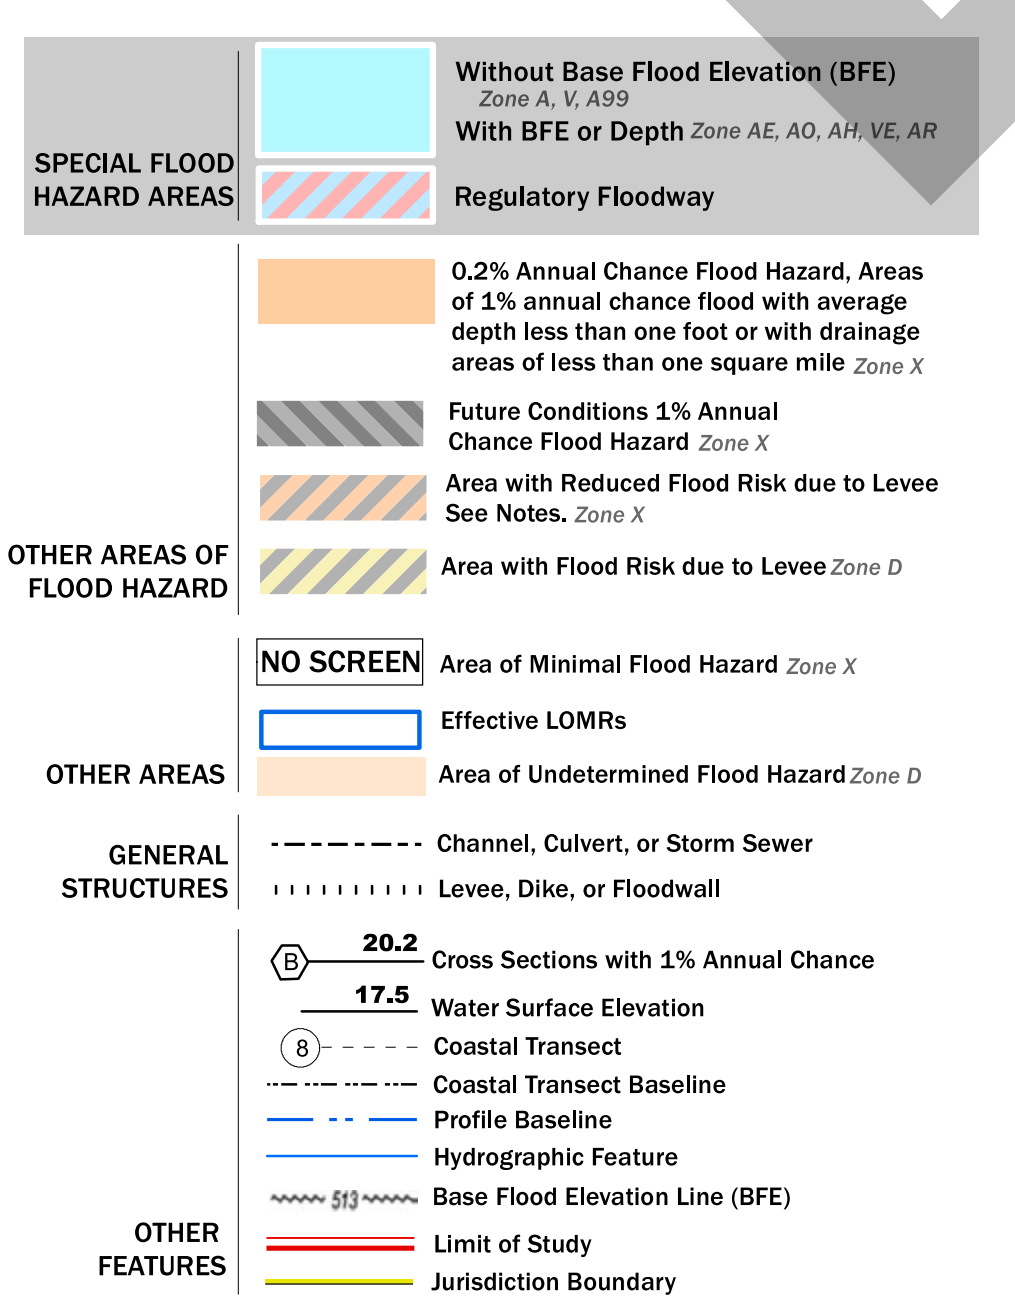 Without Base Flood Elevation (BFE)
Zone A, V, A99
With BFE or Depth Zone AE, AO, AH, VE, AR
SPECIAL FLOOD
HAZARD AREAS
Regulatory Floodway
0.2% Annual Chance Flood Hazard, Areas
of 1% annual chance flood with average
depth less than one foot or with drainage
areas of less than one square mile Zone X
Future Conditions 1% Annual
Chance Flood Hazard Zone X
Area with Reduced Flood Risk due to Levee
See Notes. Zone X
OTHER AREAS OF
FLOOD HAZARD
Area with Flood Risk due to Levee Zone D
NO SCREEN Area of Minimal Flood Hazard Zone X
Effective LOMRs
OTHER AREAS
Area of Undetermined Flood Hazard Zone D
GENERAL
STRUCTURES
Channel, Culvert, or Storm Sewer
Levee, Dike, or Floodwall
B 20.2 Cross Sections with 1% Annual Chance
17.5 Water Surface Elevation
8 Coastal Transect
Coastal Transect Baseline
Profile Baseline
Hydrographic Feature
513 Base Flood Elevation Line (BFE)
OTHER
FEATURES
Limit of Study
Jurisdiction Boundary